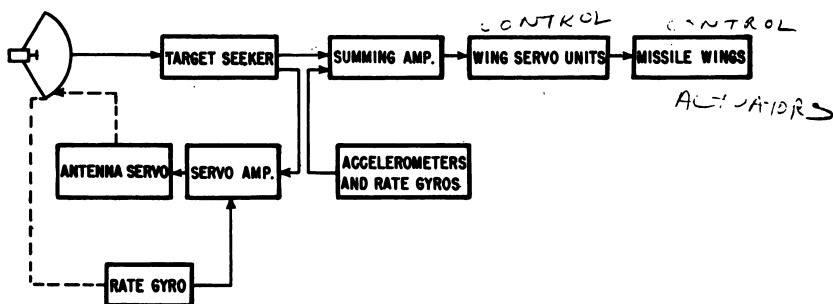 CONTROL CONTROL
TARGET SEEKER
SUMMING AMP.
WING SERVO UNITS
MISSILE WINGS
ACTUATORS
ANTENNA SERVO
SERVO AMP.
ACCELEROMETERS
AND RATE GYROS
RATE GYRO